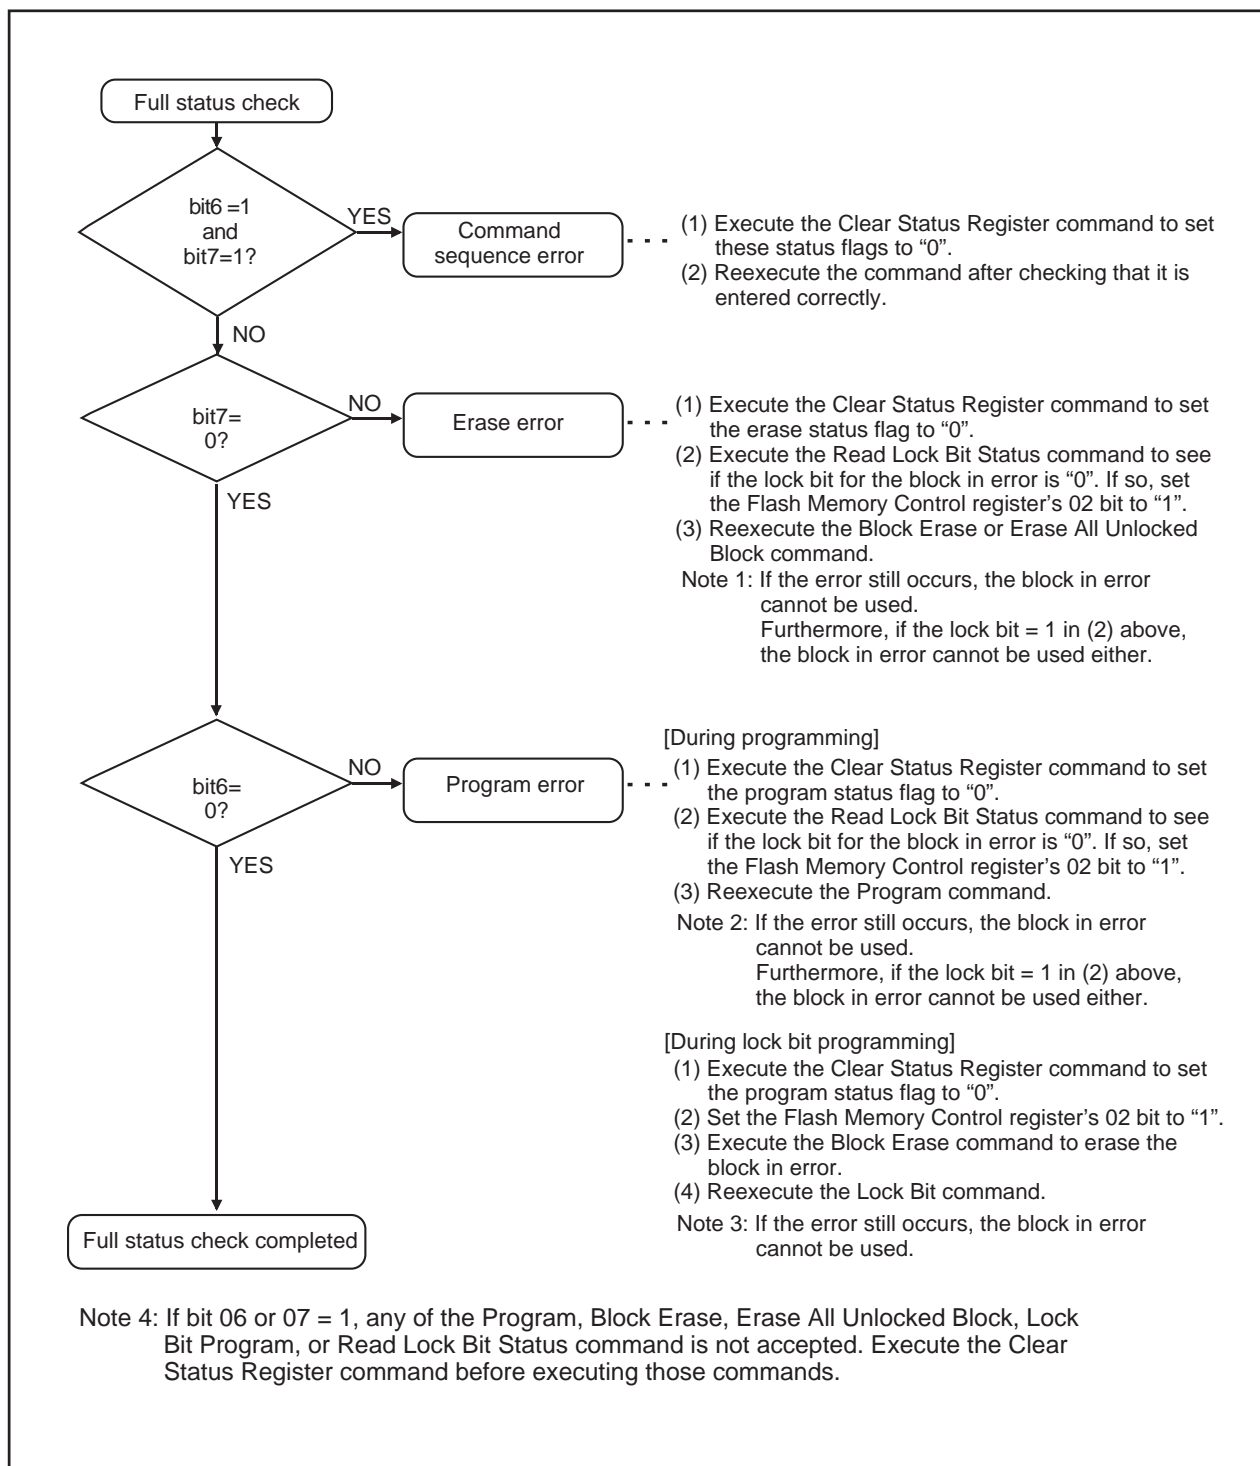 Full status check
bit6 =1
and
bit7=1?
YES
Command
sequence error
(1) Execute the Clear Status Register command to set
these status flags to “0”.
(2) Reexecute the command after checking that it is
entered correctly.
NO
bit7=
0?
NO
Erase error
(1) Execute the Clear Status Register command to set
the erase status flag to “0”.
(2) Execute the Read Lock Bit Status command to see
if the lock bit for the block in error is “0”. If so, set
the Flash Memory Control register’s 02 bit to “1”.
(3) Reexecute the Block Erase or Erase All Unlocked
Block command.
Note 1: If the error still occurs, the block in error
cannot be used.
Furthermore, if the lock bit = 1 in (2) above,
the block in error cannot be used either.
YES
bit6=
0?
NO
Program error
[During programming]
(1) Execute the Clear Status Register command to set
the program status flag to “0”.
(2) Execute the Read Lock Bit Status command to see
if the lock bit for the block in error is “0”. If so, set
the Flash Memory Control register’s 02 bit to “1”.
(3) Reexecute the Program command.
Note 2: If the error still occurs, the block in error
cannot be used.
Furthermore, if the lock bit = 1 in (2) above,
the block in error cannot be used either.
YES
[During lock bit programming]
(1) Execute the Clear Status Register command to set
the program status flag to “0”.
(2) Set the Flash Memory Control register’s 02 bit to “1”.
(3) Execute the Block Erase command to erase the
block in error.
(4) Reexecute the Lock Bit command.
Note 3: If the error still occurs, the block in error
cannot be used.
Full status check completed
Note 4: If bit 06 or 07 = 1, any of the Program, Block Erase, Erase All Unlocked Block, Lock
Bit Program, or Read Lock Bit Status command is not accepted. Execute the Clear
Status Register command before executing those commands.